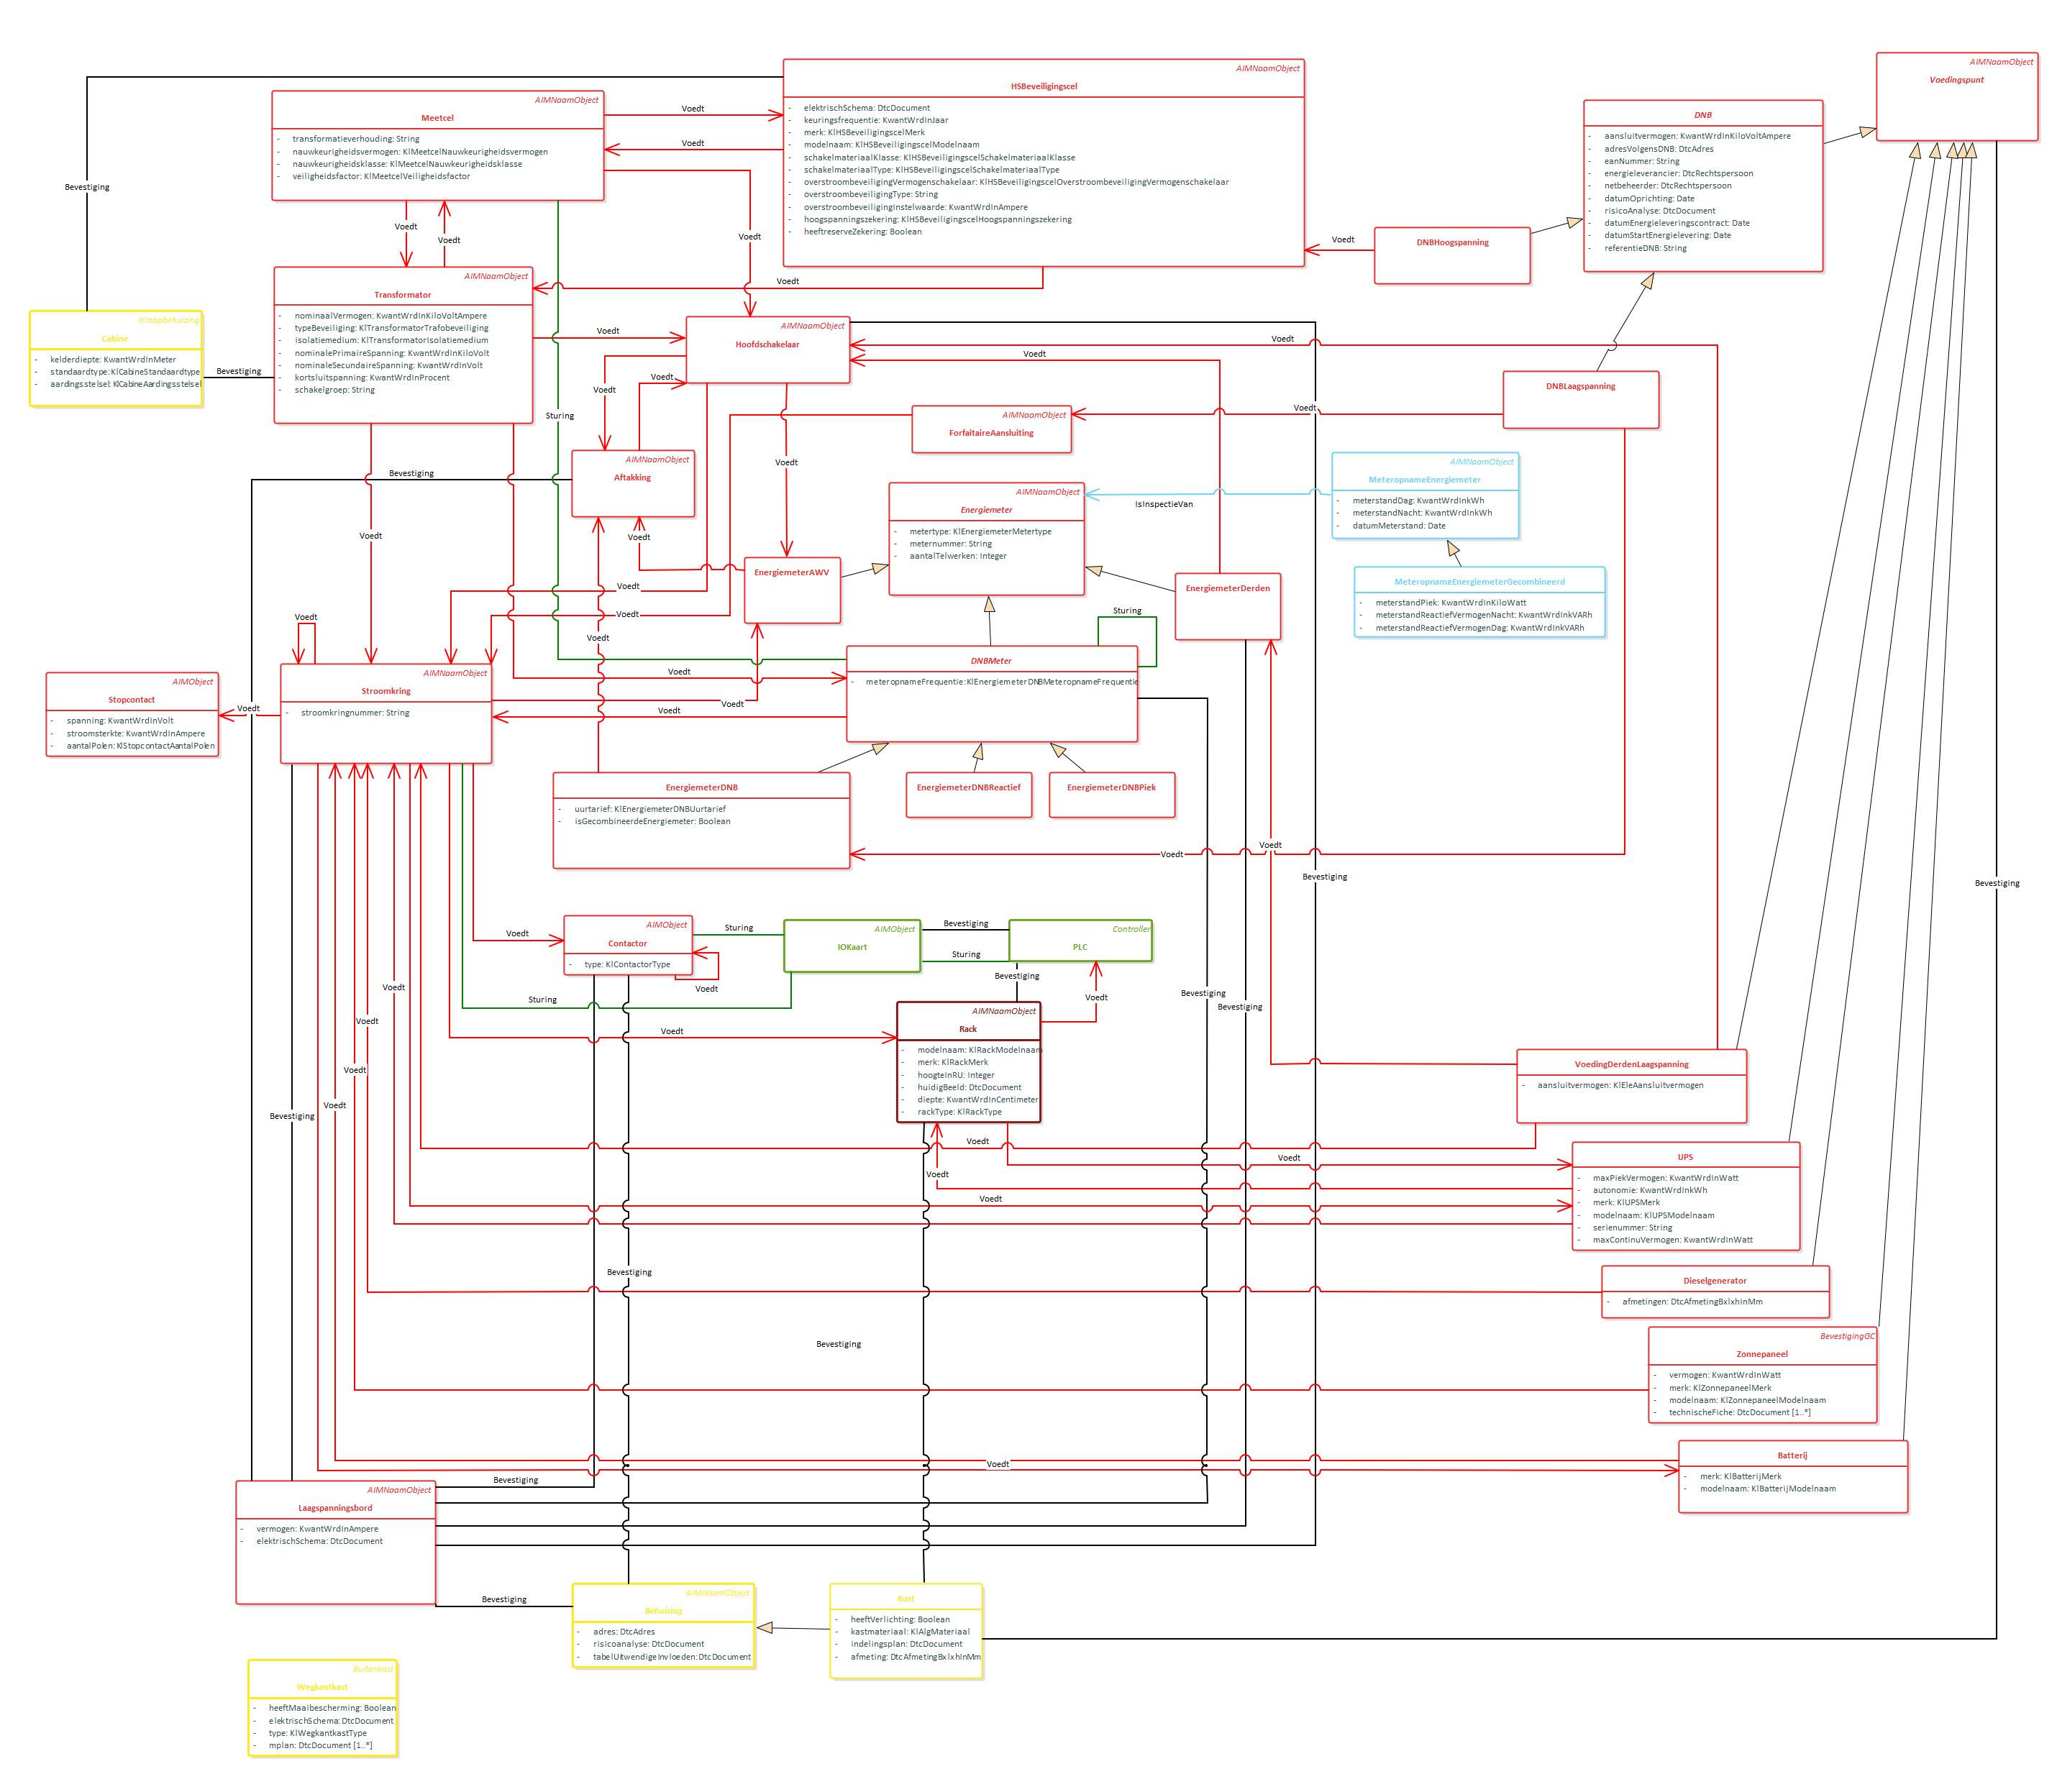 AIMNaamObject
HSBeveiligingscel
- elektrischSchema: DtcDocument
- keuringsfrequentie: KwantWrdInJaar
- merk: KlHSBeveiligingscelMerk
- modelnaam: KlHSBeveiligingscelModelnaam
- schakelmateriaalKlasse: KlHSBeveiligingscelSchakelmateriaalKlasse
- schakelmateriaalType: KlHSBeveiligingscelSchakelmateriaalType
- overstroombeveiligingVermogenschakelaar: KlHSBeveiligingscelOverstroombeveiligingVermogenschakelaar
- overstroombeveiligingType: String
- overstroombeveiligingInstelwaarde: KwantWrdInAmpere
- hoogspanningszekering: KlHSBeveiligingscelHoogspanningszekering
- heeftreserveZekering: Boolean
AIMNaamObject
Voedingspunt
AIMNaamObject
Meetcel
- transformatieverhouding: String
- nauwkeurigheidsvermogen: KlMeetcelNauwkeurigheidsvermogen
- nauwkeurigheidsklasse: KlMeetcelNauwkeurigheidsklasse
- veiligheidsfactor: KlMeetcelVeiligheidsfactor
Voedt
Voedt
DNB
- aansluitvermogen: KwantWrdInKiloVoltAmpere
- adresVolgensDNB: DtcAdres
- eanNummer: String
- energieleverancier: DtcRechtspersoon
- netbeheerder: DtcRechtspersoon
- datumOprichting: Date
- risicoAnalyse: DtcDocument
- datumEnergieleveringscontract: Date
- datumStartEnergielevering: Date
- referentieDNB: String
Bevestiging
Voedt
Voedt
Voedt
Voedt
DNBHoogspanning
Voedt
AIMNaamObject
Transformator
- nominaalVermogen: KwantWrdInKiloVoltAmpere
- typeBeveiliging: KlTransformatorTrafobeveiliging
- isolatiemedium: KlTransformatorIsolatiemedium
- nominalePrimaireSpanning: KwantWrdInKiloVolt
- nominaleSecundaireSpanning: KwantWrdInVolt
- kortsluitspanning: KwantWrdInProcent
- schakelgroep: String
Inloopbehuizing
Cabine
- kelderdiepte: KwantWrdInMeter
- standaardtype: KlCabineStandaardtype
- aardingsstelsel: KlCabineAardingsstelsel
Bevestiging
Voedt
AIMNaamObject
Hoofdschakelaar
Voedt
Voedt
Voedt
Voedt
DNBLaagspanning
Sturing
AIMNaamObject
ForfaitaireAansluiting
Voedt
AIMNaamObject
Aftakking
Bevestiging
Voedt
AIMNaamObject
MeteropnameEnergiemeter
- meterstandDag: KwantWrdInkWh
- meterstandNacht: KwantWrdInkWh
- datumMeterstand: Date
AIMNaamObject
Energiemeter
- metertype: KlEnergiemeterMetertype
- meternummer: String
- aantalTelwerken: Integer
IsInspectieVan
Voedt
Voedt
EnergiemeterAWV
EnergiemeterDerden
MeteropnameEnergiemeterGecombineerd
- meterstandPiek: KwantWrdInKiloWatt
- meterstandReactiefVermogenNacht: KwantWrdInkVARh
- meterstandReactiefVermogenDag: KwantWrdInkVARh
Voedt
Voedt
Voedt
Voedt
Sturing
DNBMeter
- meteropnameFrequentie:KlEnergiemeterDNBMeteropnameFrequentie
AIMObject
Stopcontact
- spanning: KwantWrdInVolt
- stroomsterkte: KwantWrdInAmpere
- aantalPolen: KlStopcontactAantalPolen
AIMNaamObject
Stroomkring
- stroomkringnummer: String
Voedt
Voedt
Voedt
Voedt
EnergiemeterDNB
- uurtarief: KlEnergiemeterDNBUurtarief
- isGecombineerdeEnergiemeter: Boolean
EnergiemeterDNBReactief
EnergiemeterDNBPiek
Voedt
Voedt
Bevestiging
Bevestiging
AIMObject
Contactor
- type: KlContactorType
Voedt
Voedt
Sturing
AIMObject
IOKaart
Bevestiging
Sturing
Controller
PLC
Bevestiging
Sturing
Voedt
Voedt
Voedt
Voedt
Bevestiging
Bevestiging
AIMNaamObject
Rack
- modelnaam: KlRackModelnaam
- merk: KlRackMerk
- hoogteInRU: Integer
- huidigBeeld: DtcDocument
- diepte: KwantWrdInCentimeter
- rackType: KlRackType
VoedingDerdenLaagspanning
- aansluitvermogen: KlEleAansluitvermogen
Voedt
Voedt
Bevestiging
Voedt
Voedt
Voedt
Voedt
UPS
- maxPiekVermogen: KwantWrdInWatt
- autonomie: KwantWrdInkWh
- merk: KlUPSMerk
- modelnaam: KlUPSModelnaam
- serienummer: String
- maxContinuVermogen: KwantWrdInWatt
Bevestiging
Dieselgenerator
- afmetingen: DtcAfmetingBxlxhInMm
Bevestiging
BevestigingGC
Zonnepaneel
- vermogen: KwantWrdInWatt
- merk: KlZonnepaneelMerk
- modelnaam: KlZonnepaneelModelnaam
- technischeFiche: DtcDocument [1..*]
Voedt
Batterij
- merk: KlBatterijMerk
- modelnaam: KlBatterijModelnaam
AIMNaamObject
Laagspanningsbord
- vermogen: KwantWrdInAmpere
- elektrischSchema: DtcDocument
Bevestiging
Bevestiging
AIMNaamObject
Behuizing
- adres: DtcAdres
- risicoanalyse: DtcDocument
- tabelUitwendigeInvloeden: DtcDocument
Kast
- heeftVerlichting: Boolean
- kastmateriaal: KlAlgMateriaal
- indelingsplan: DtcDocument
- afmeting: DtcAfmetingBxlxhInMm
Buitenkast
Wegkantkast
- heeftMaaibescherming: Boolean
- elektrischSchema: DtcDocument
- type: KlWegkantkastType
- mplan: DtcDocument [1..*]